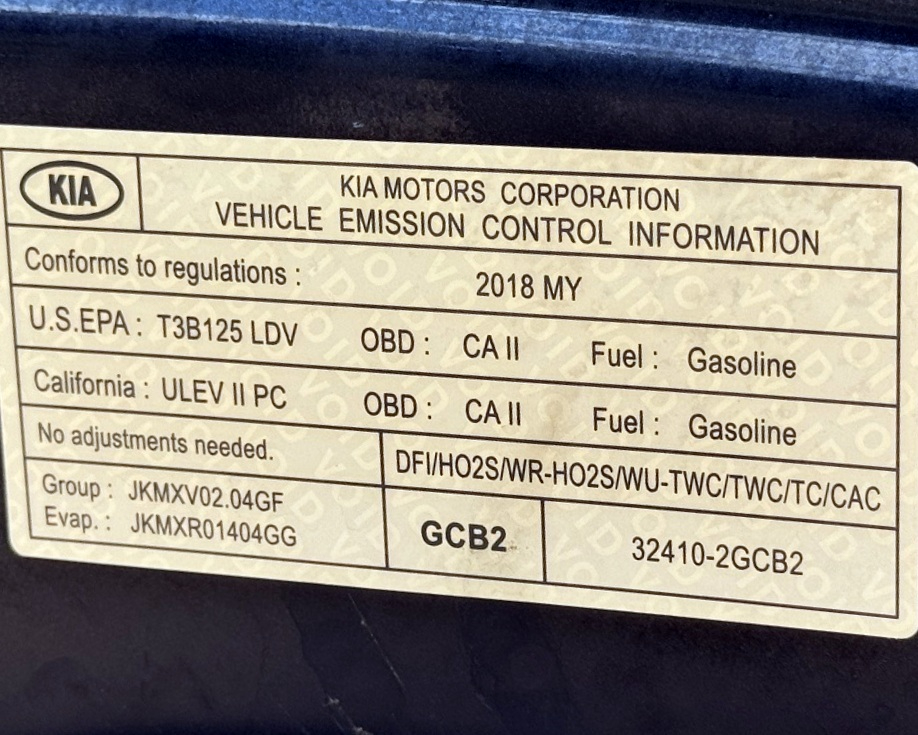 KIA
KIA MOTORS CORPORATION
VEHICLE EMISSION CONTROL INFORMATION
Conforms to regulations : 2018 MY
U.S.EPA : T3B125 LDV OBD : CA II Fuel : Gasoline
California : ULEV II PC OBD : CA II Fuel : Gasoline
No adjustments needed.
DFI/HO2S/WR-HO2S/WU-TWC/TWC/TC/CAC
Group : JKMXV02.04GF
Evap. : JKMXR01404GG
GCB2
32410-2GCB2